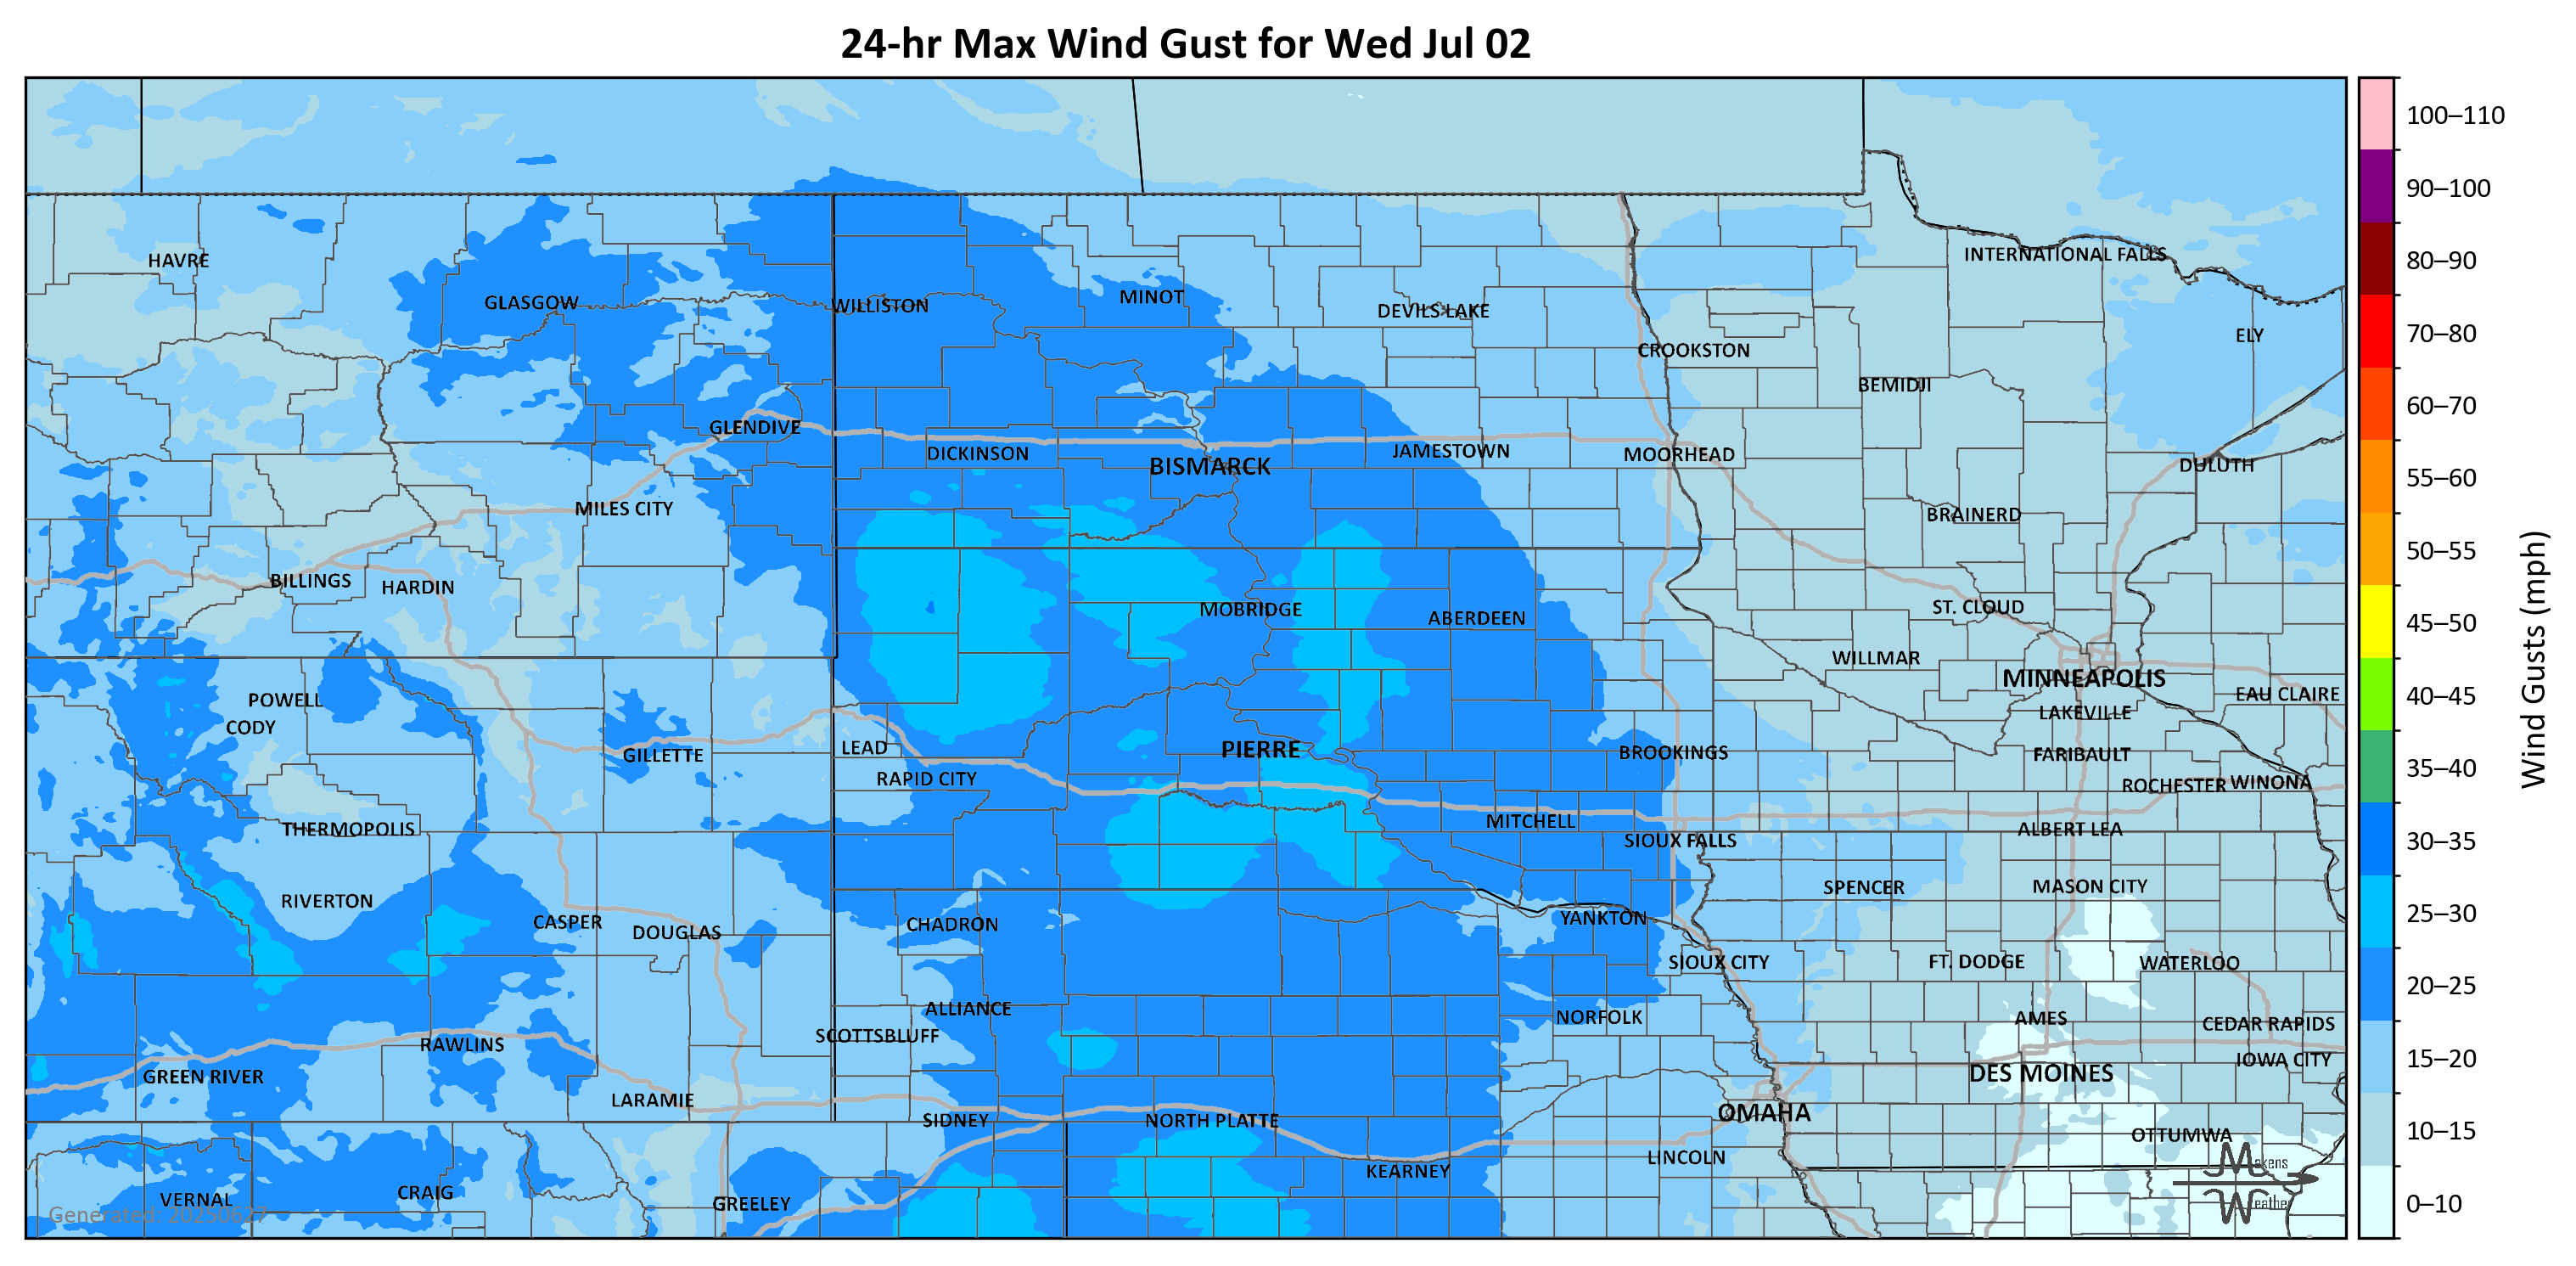 24-hr Max Wind Gust for Wed Jul 02
100–110
90–100
80–90
70–80
60–70
55–60
50–55
45–50
40–45
35–40
30–35
25–30
20–25
15–20
10–15
0–10
Wind Gusts (mph)
HAVRE
INTERNATIONAL FALLS
GLASGOW
WILLISTON
MINOT
DEVILS LAKE
ELY
CROOKSTON
BEMIDJI
GLENDIVE
DICKINSON
BISMARCK
JAMESTOWN
MOORHEAD
DULUTH
MILES CITY
BRAINERD
BILLINGS
HARDIN
MOBRIDGE
ABERDEEN
ST. CLOUD
WILLMAR
MINNEAPOLIS
POWELL
EAU CLAIRE
CODY
LAKEVILLE
GILLETTE
LEAD
PIERRE
BROOKINGS
FARIBAULT
RAPID CITY
ROCHESTER
WINONA
THERMOPOLIS
MITCHELL
ALBERT LEA
SIOUX FALLS
RIVERTON
SPENCER
MASON CITY
CASPER
DOUGLAS
CHADRON
YANKTON
SIOUX CITY
FT. DODGE
WATERLOO
ALLIANCE
NORFOLK
AMES
CEDAR RAPIDS
SCOTTSBLUFF
RAWLINS
IOWA CITY
GREEN RIVER
DES MOINES
LARAMIE
SIDNEY
NORTH PLATTE
OMAHA
OTTUMWA
KEARNEY
LINCOLN
VERNAL
CRAIG
GREELEY
Makens
Weather
Generated: 20250627